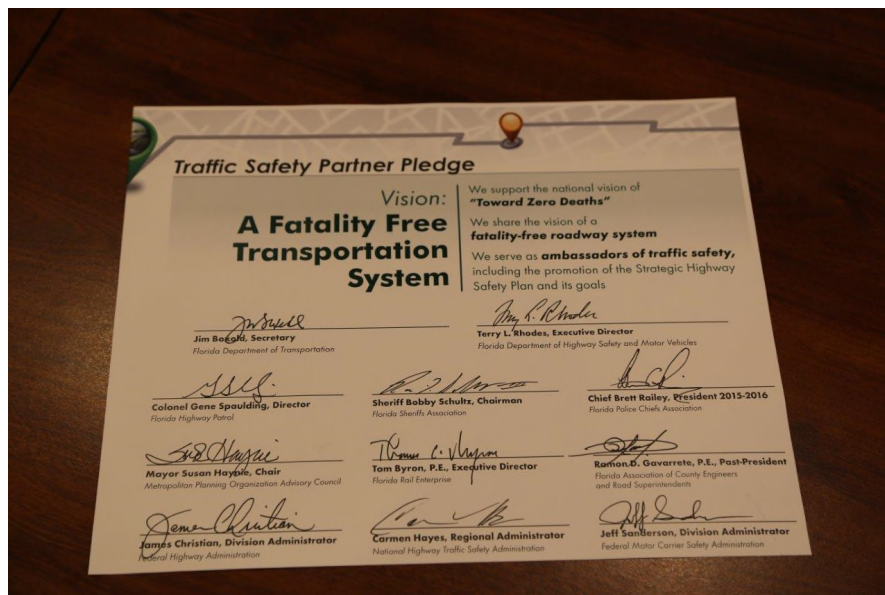 Traffic Safety Partner Pledge
Vision:
A Fatality Free
Transportation
System
We support the national vision of
"Toward Zero Deaths"
We share the vision of a
fatality-free roadway system
We serve as ambassadors of traffic safety,
including the promotion of the Strategic Highway
Safety Plan and its goals
Jim Boxold, Secretary
Florida Department of Transportation
Terry L. Rhodes, Executive Director
Florida Department of Highway Safety and Motor Vehicles
Colonel Gene Spaulding, Director
Florida Highway Patrol
Sheriff Bobby Schultz, Chairman
Florida Sheriffs Association
Chief Brett Railey, President 2015-2016
Florida Police Chiefs Association
Mayor Susan Haynie, Chair
Metropolitan Planning Organization Advisory Council
Tom Byron, P.E., Executive Director
Florida Rail Enterprise
Ramon D. Gavarrete, P.E., Past-President
Florida Association of County Engineers
and Road Superintendents
James Christian, Division Administrator
Federal Highway Administration
Carmen Hayes, Regional Administrator
National Highway Traffic Safety Administration
Jeff Sanderson, Division Administrator
Federal Motor Carrier Safety Administration